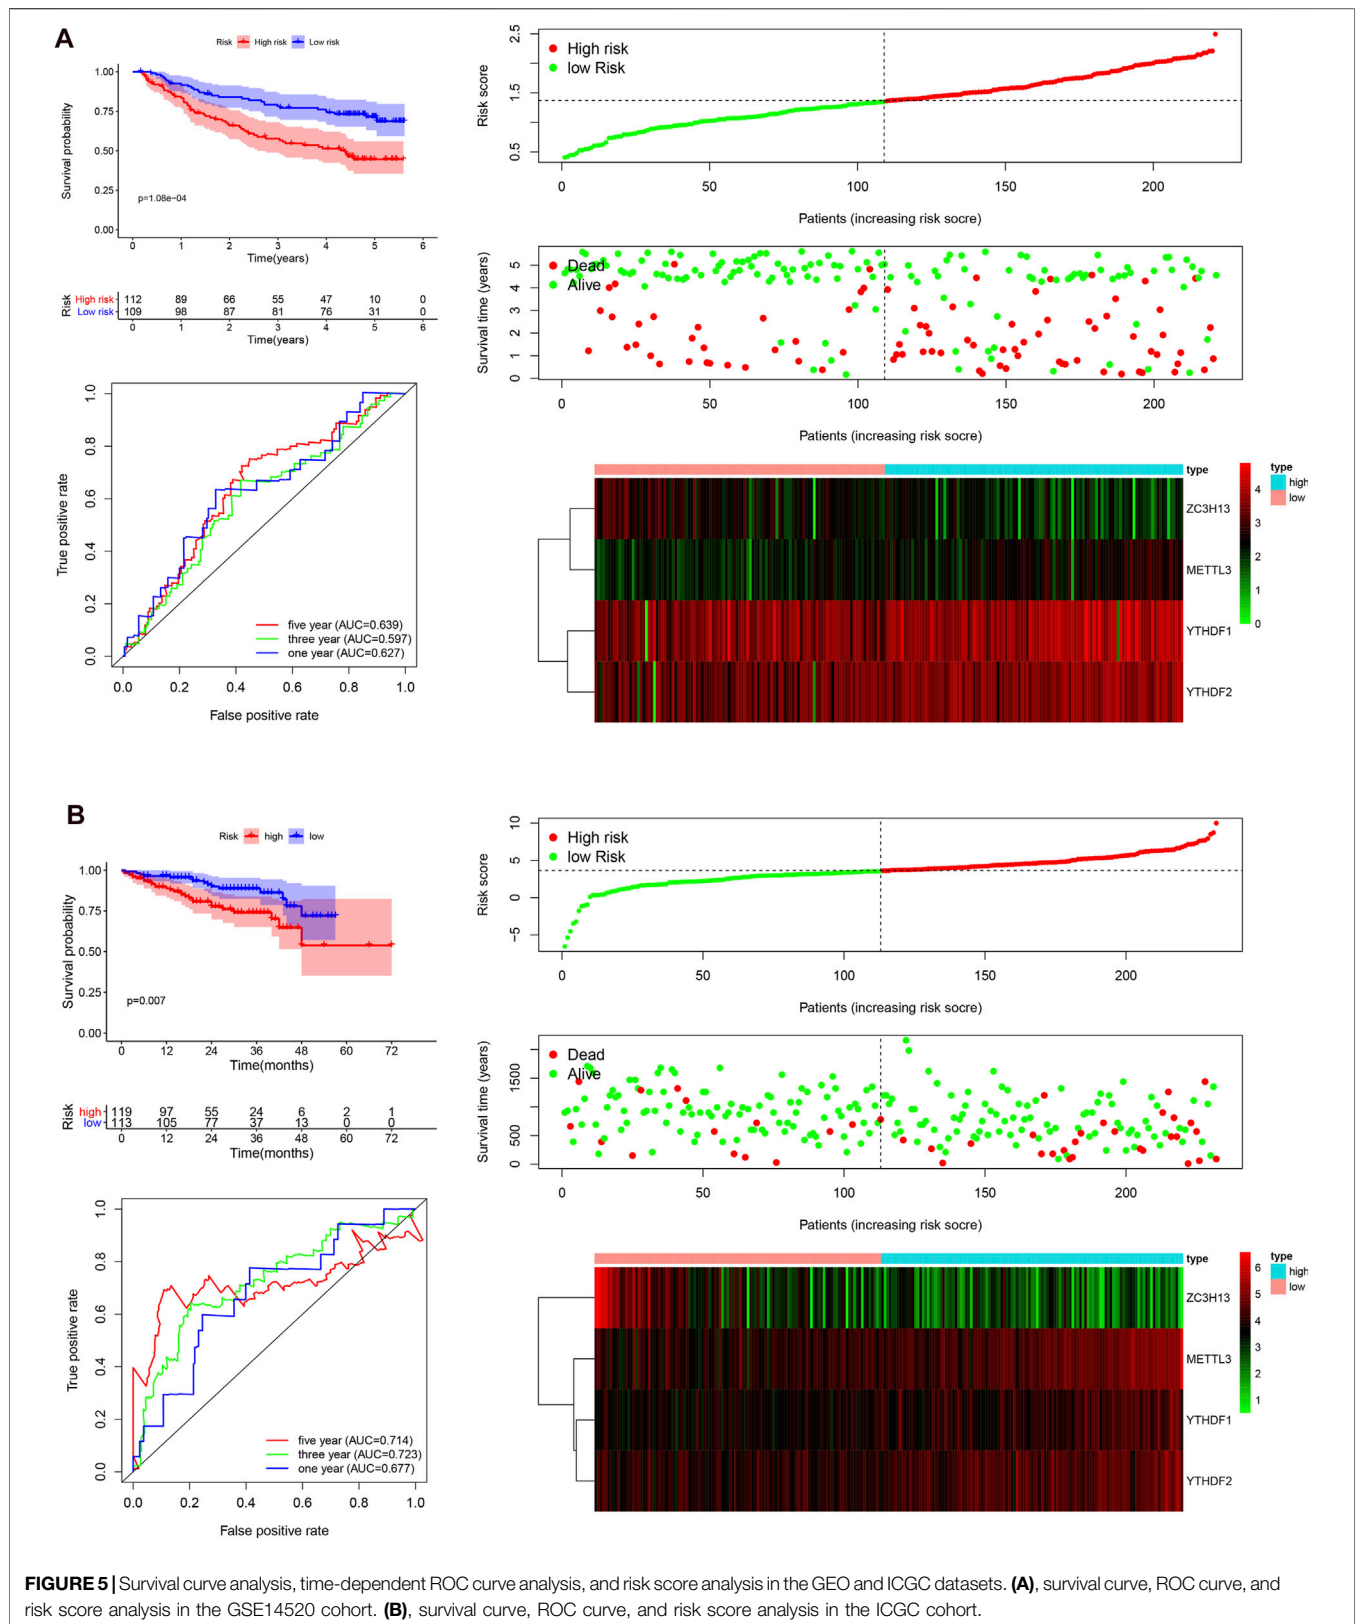 A
Risk High risk Low risk
Survival probability
1.00
0.75
0.50
0.25
0.00
p=1.08e−04
0 1 2 3 4 5 6
Time(years)
Risk
High risk 112 89 66 55 47 10 0
Low risk 109 98 87 81 76 31 0
0 1 2 3 4 5 6
Time(years)
True positive rate
0.0 0.2 0.4 0.6 0.8 1.0
five year (AUC=0.639)
three year (AUC=0.597)
one year (AUC=0.627)
0.0 0.2 0.4 0.6 0.8 1.0
False positive rate
Risk score
0.5 1.5 2.5
High risk
low Risk
0 50 100 150 200
Patients (increasing risk socre)
Survival time (years)
0 1 2 3 4 5
Dead
Alive
0 50 100 150 200
Patients (increasing risk socre)
type
ZC3H13
METTL3
YTHDF1
YTHDF2
4
3
2
1
0
type
high
low
B
Risk high low
Survival probability
1.00
0.75
0.50
0.25
0.00
p=0.007
0 12 24 36 48 60 72
Time(months)
Risk
high 119 97 55 24 6 2 1
low 113 105 77 37 13 0 0
0 12 24 36 48 60 72
Time(months)
True positive rate
0.0 0.2 0.4 0.6 0.8 1.0
five year (AUC=0.714)
three year (AUC=0.723)
one year (AUC=0.677)
0.0 0.2 0.4 0.6 0.8 1.0
False positive rate
Risk score
−5 0 5 10
High risk
low Risk
0 50 100 150 200
Patients (increasing risk socre)
Survival time (years)
0 500 1500
Dead
Alive
0 50 100 150 200
Patients (increasing risk socre)
type
ZC3H13
METTL3
YTHDF1
YTHDF2
6
5
4
3
2
1
type
high
low
FIGURE 5 | Survival curve analysis, time-dependent ROC curve analysis, and risk score analysis in the GEO and ICGC datasets. (A), survival curve, ROC curve, and
risk score analysis in the GSE14520 cohort. (B), survival curve, ROC curve, and risk score analysis in the ICGC cohort.